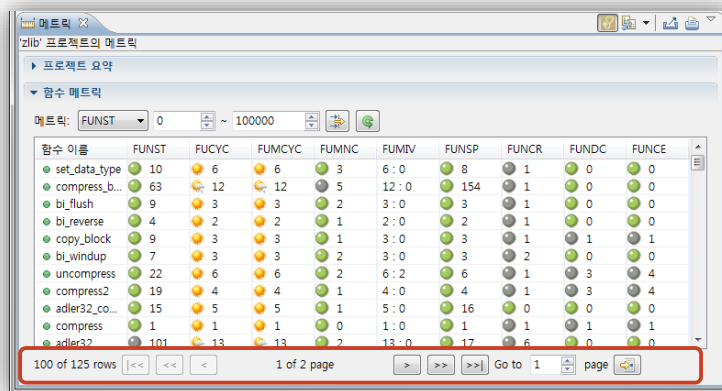 메트릭
'zlib' 프로젝트의 메트릭
프로젝트 요약
함수 메트릭
메트릭: FUNST 0 ~ 100000
함수 이름 FUNST FUCYC FUMCYC FUMNC FUMIV FUNSP FUNCR FUNDC FUNCE
set_data_type 10 6 6 3 6 : 0 8 1 0 0
compress_b... 63 12 12 5 12 : 0 154 1 0 0
bi_flush 9 3 3 2 3 : 0 3 1 0 0
bi_reverse 4 2 2 1 2 : 0 2 1 0 0
copy_block 9 3 3 1 3 : 0 3 1 1 1
bi_windup 7 3 3 2 3 : 0 3 2 0 0
uncompress 22 6 6 2 6 : 2 6 1 3 4
compress2 19 4 4 1 4 : 0 4 1 3 4
adler32_co... 15 5 5 1 5 : 0 16 0 0 0
compress 1 1 1 0 1 : 0 1 1 1 1
adler32 101 13 13 2 13 : 0 17 6 0 0
100 of 125 rows |<< << < 1 of 2 page > >> >>| Go to 1 page